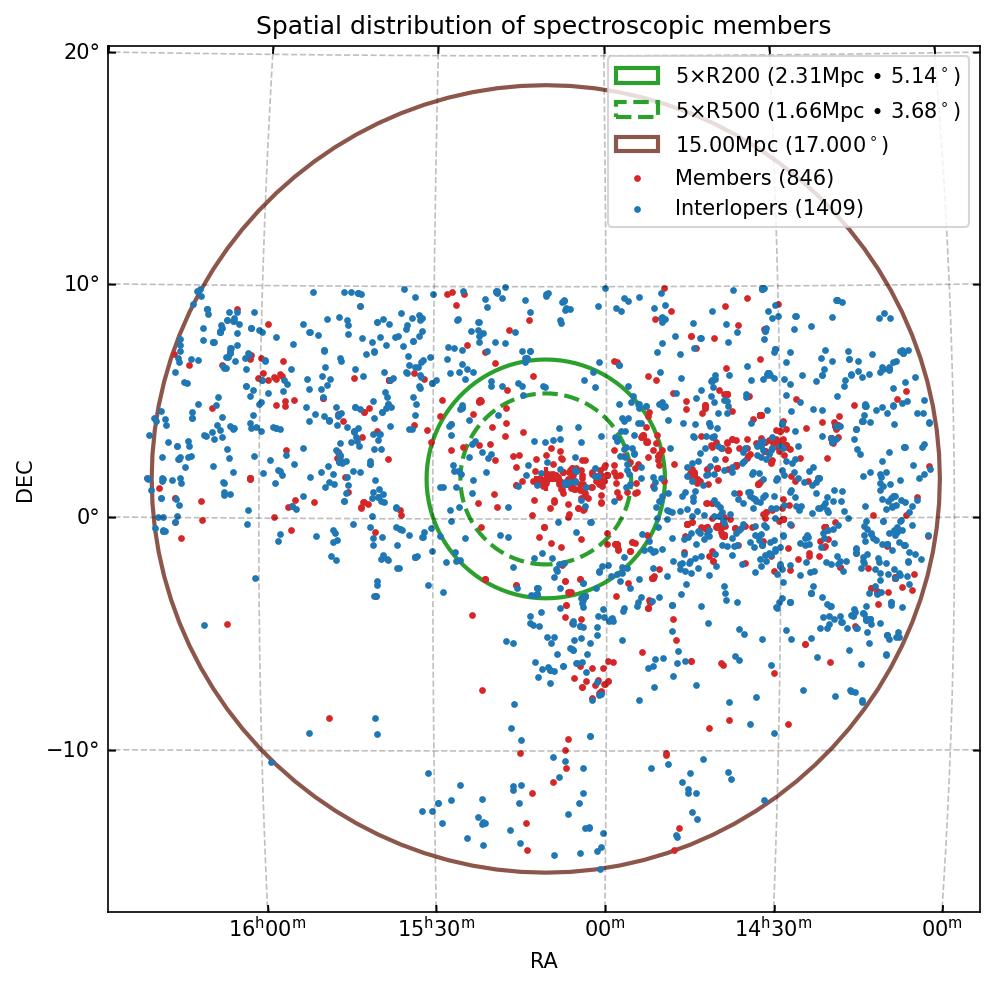 Spatial distribution of spectroscopic members
5×R200 (2.31Mpc • 5.14°)
5×R500 (1.66Mpc • 3.68°)
15.00Mpc (17.000°)
Members (846)
Interlopers (1409)
20°
10°
0°
−10°
DEC
16ʰ00ᵐ 15ʰ30ᵐ 00ᵐ 14ʰ30ᵐ 00ᵐ
RA